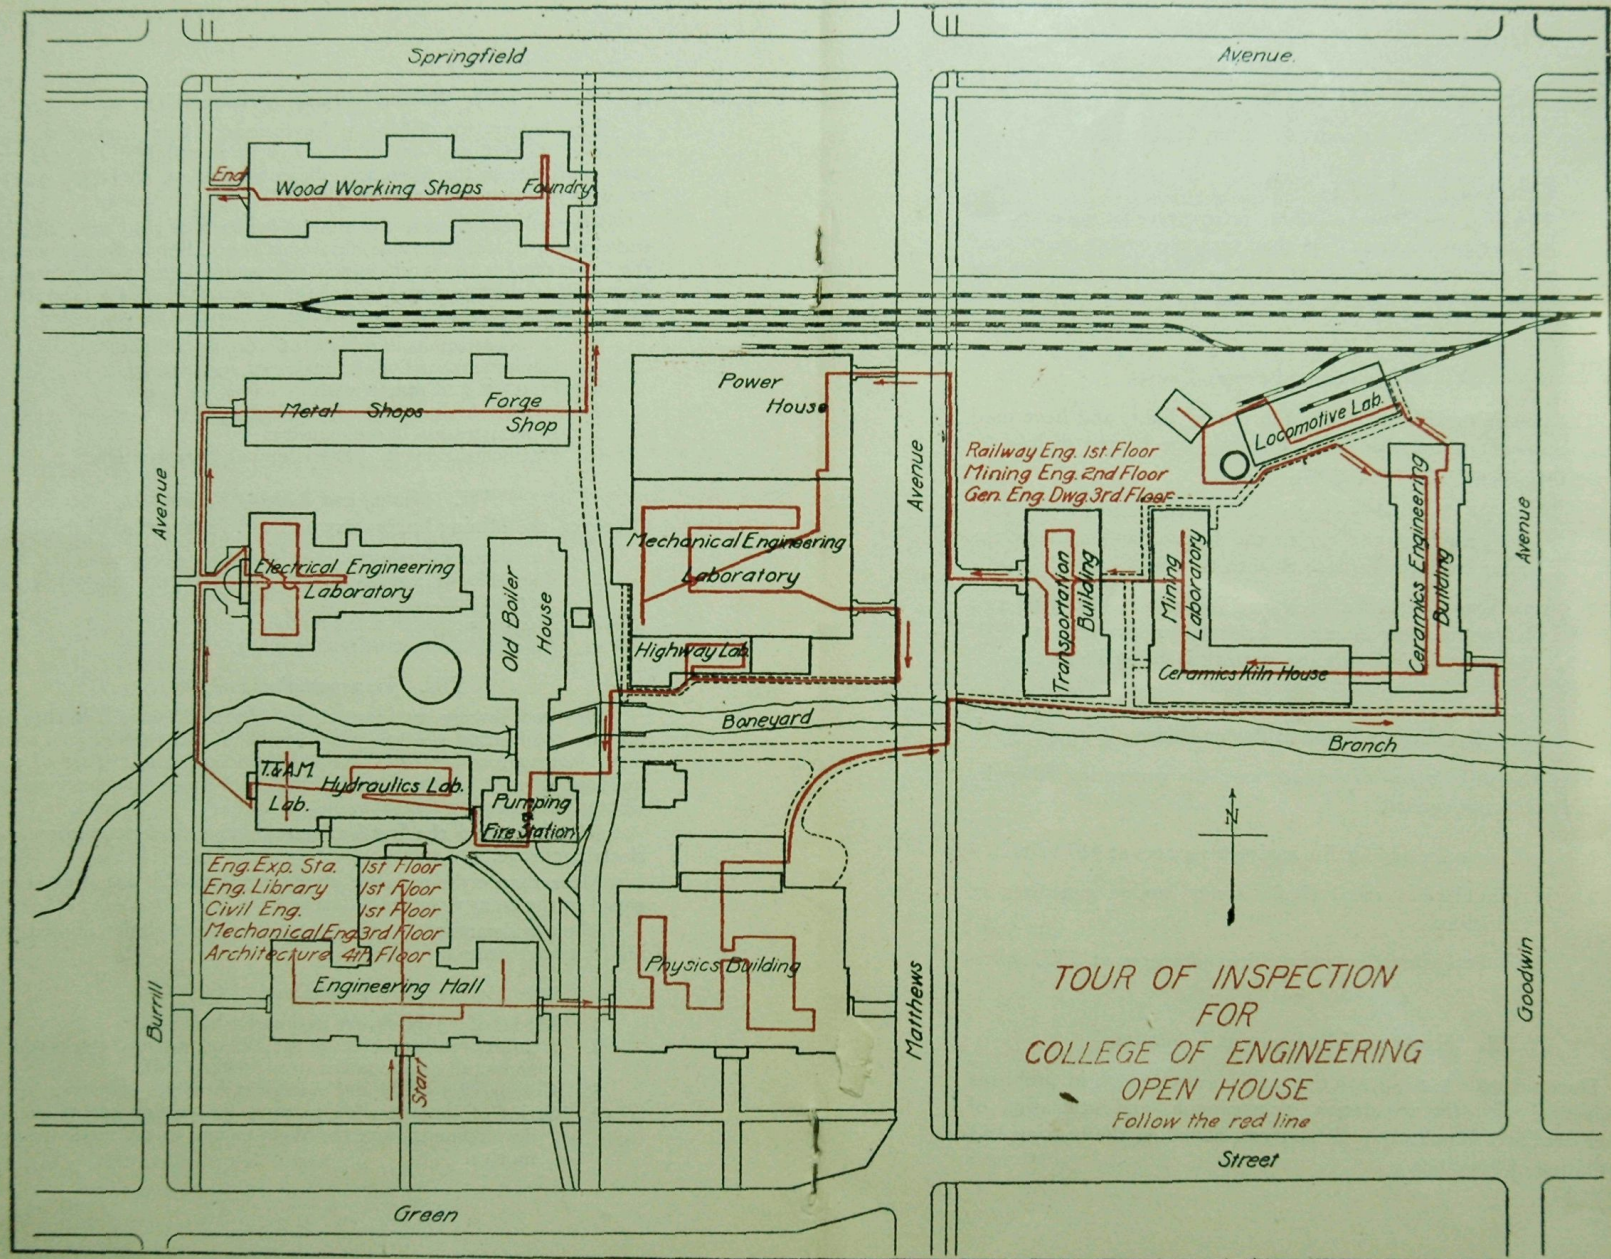 Springfield
Avenue.
End
Wood Working Shops
Foundry
Metal Shops
Forge
Shop
Power
House
Locomotive Lab.
Railway Eng. 1st. Floor
Mining Eng. 2nd Floor
Gen. Eng. Dwg. 3rd. Floor
Avenue
Avenue
Avenue
Electrical Engineering
Laboratory
Old Boiler
House
Mechanical Engineering
Laboratory
Highway Lab.
Transportation
Building
Mining
Laboratory
Ceramics Engineering
Building
Ceramics Kiln House
Boneyard
Branch
T.&A.M.
Lab.
Hydraulics Lab.
Pumping
&
Fire Station
N
Eng. Exp. Sta. 1st Floor
Eng. Library 1st Floor
Civil Eng. 1st Floor
Mechanical Eng 3rd Floor
Architecture 4th Floor
Engineering Hall
Physics Building
Start
Burrill
Matthews
Goodwin
TOUR OF INSPECTION
FOR
COLLEGE OF ENGINEERING
OPEN HOUSE
Follow the red line
Street
Green